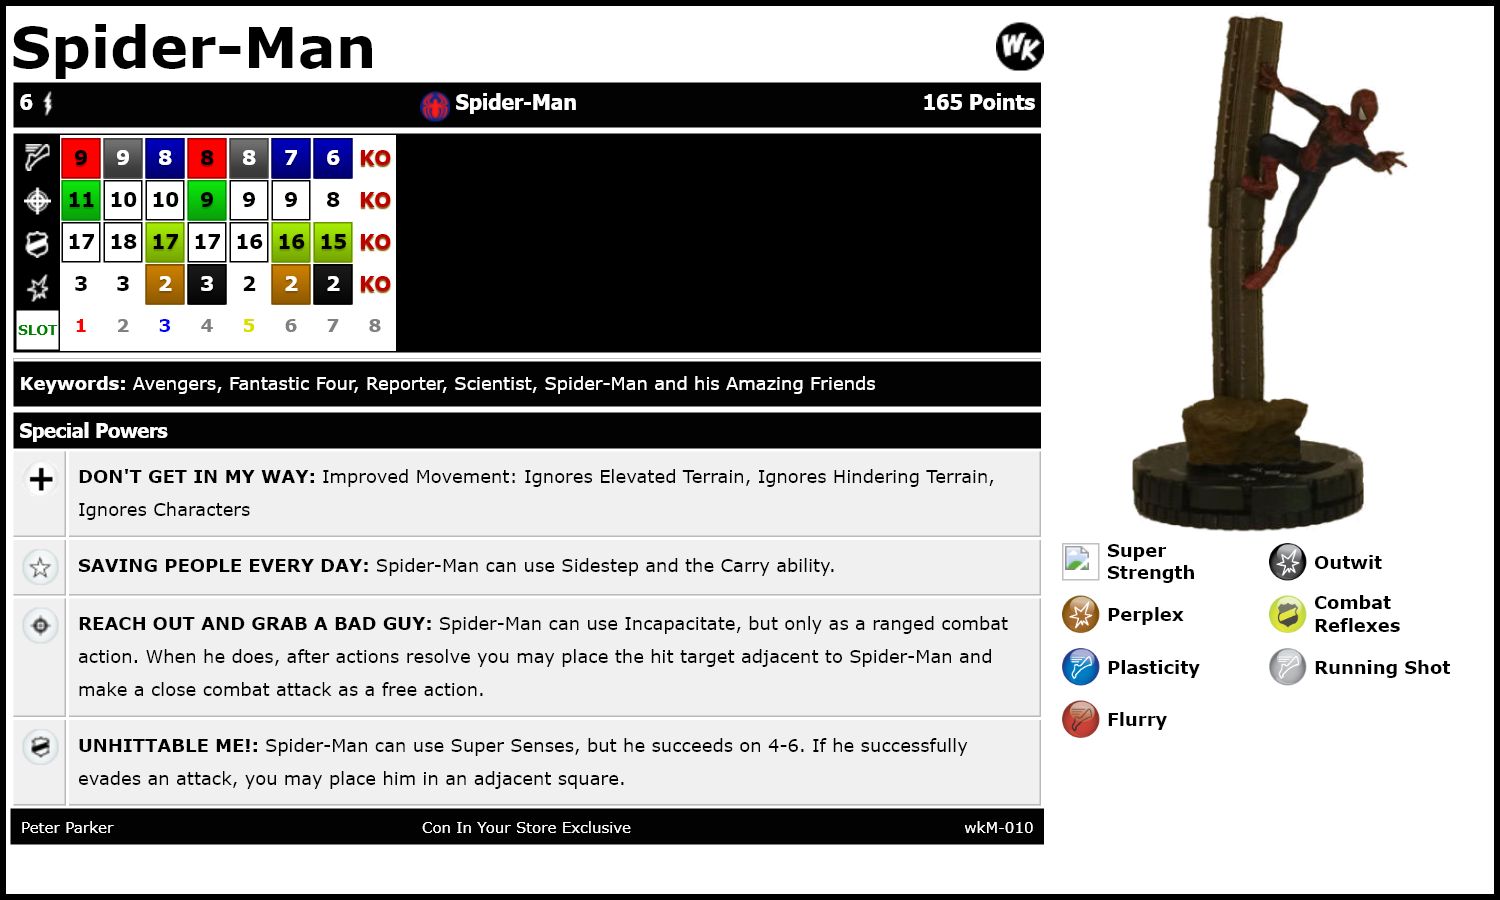 Spider-Man
WK
6 Spider-Man 165 Points
9 9 8 8 8 7 6 KO
11 10 10 9 9 9 8 KO
17 18 17 17 16 16 15 KO
3 3 2 3 2 2 2 KO
SLOT 1 2 3 4 5 6 7 8
Keywords: Avengers, Fantastic Four, Reporter, Scientist, Spider-Man and his Amazing Friends
Special Powers
DON'T GET IN MY WAY: Improved Movement: Ignores Elevated Terrain, Ignores Hindering Terrain,
Ignores Characters
SAVING PEOPLE EVERY DAY: Spider-Man can use Sidestep and the Carry ability.
REACH OUT AND GRAB A BAD GUY: Spider-Man can use Incapacitate, but only as a ranged combat
action. When he does, after actions resolve you may place the hit target adjacent to Spider-Man and
make a close combat attack as a free action.
UNHITTABLE ME!: Spider-Man can use Super Senses, but he succeeds on 4-6. If he successfully
evades an attack, you may place him in an adjacent square.
Peter Parker Con In Your Store Exclusive wkM-010
Super
Strength
Outwit
Perplex
Combat
Reflexes
Plasticity
Running Shot
Flurry